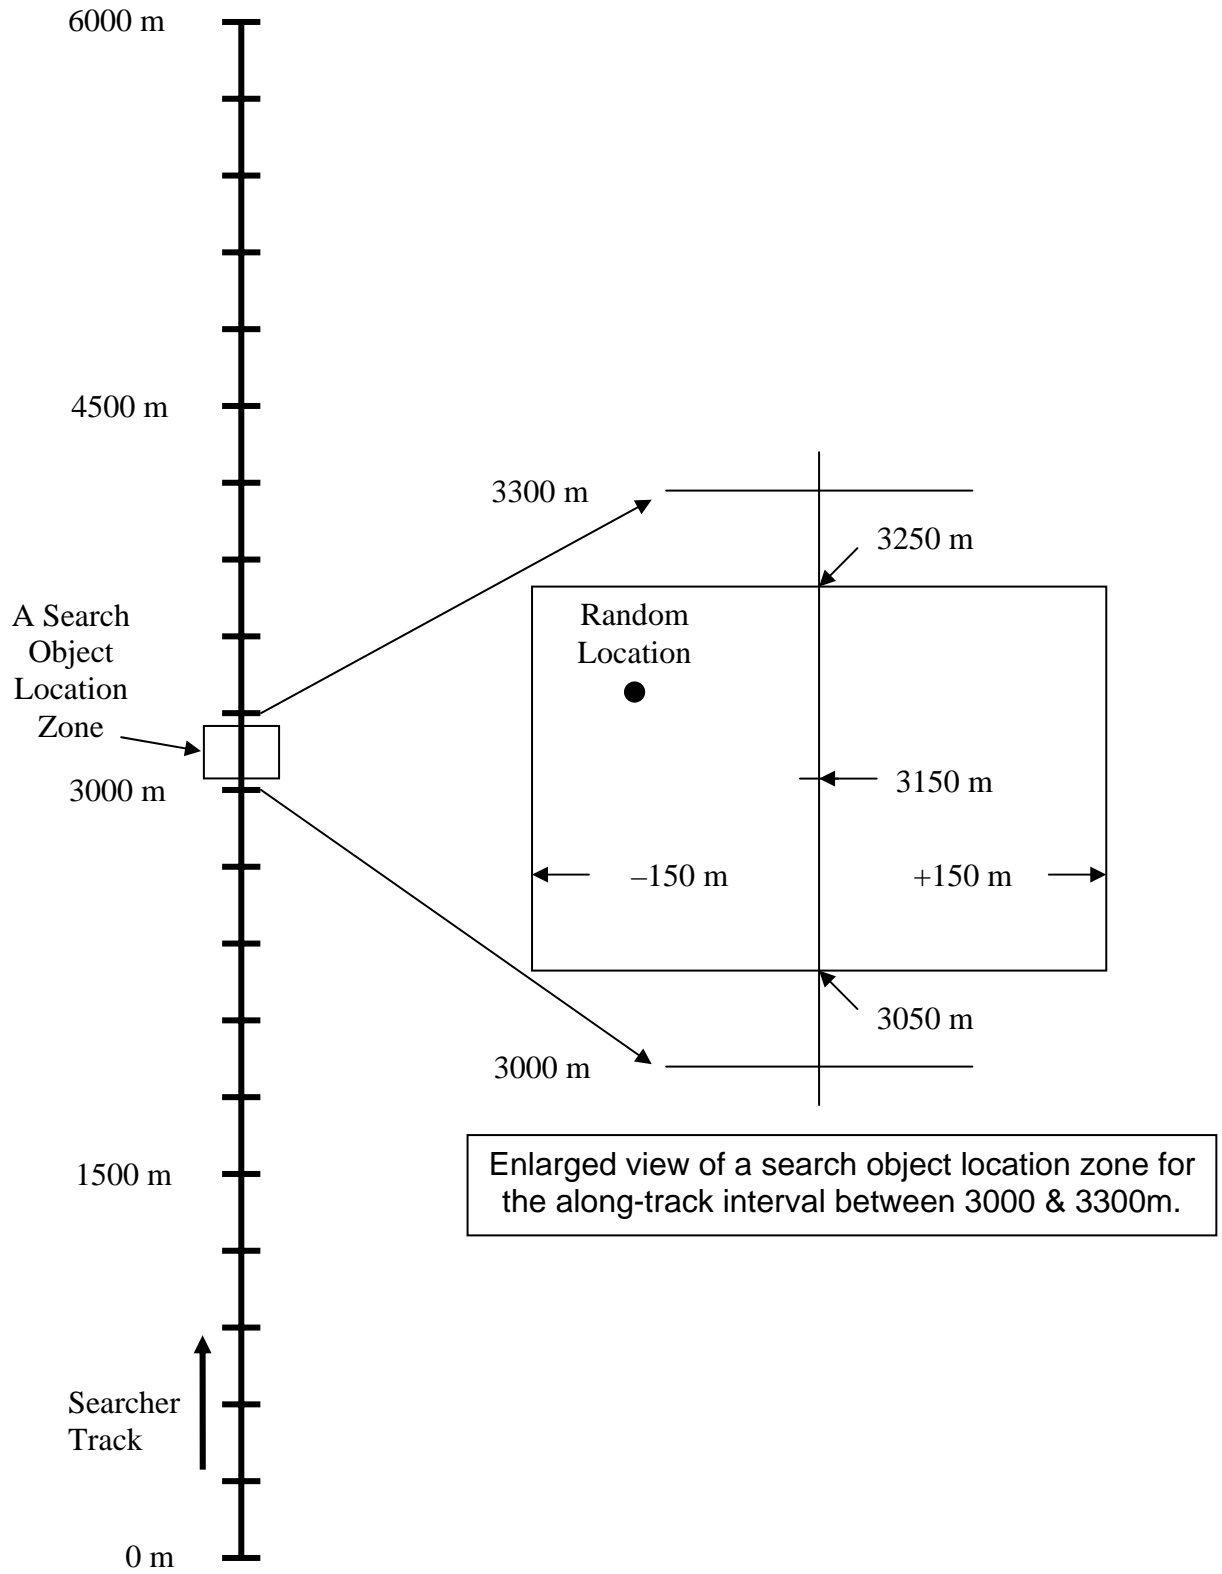 6000 m
4500 m
3300 m
3250 m
A Search
Object
Location
Zone
Random
Location
3000 m
3150 m
–150 m
+150 m
3050 m
3000 m
1500 m
Enlarged view of a search object location zone for
the along-track interval between 3000 & 3300m.
Searcher
Track
0 m